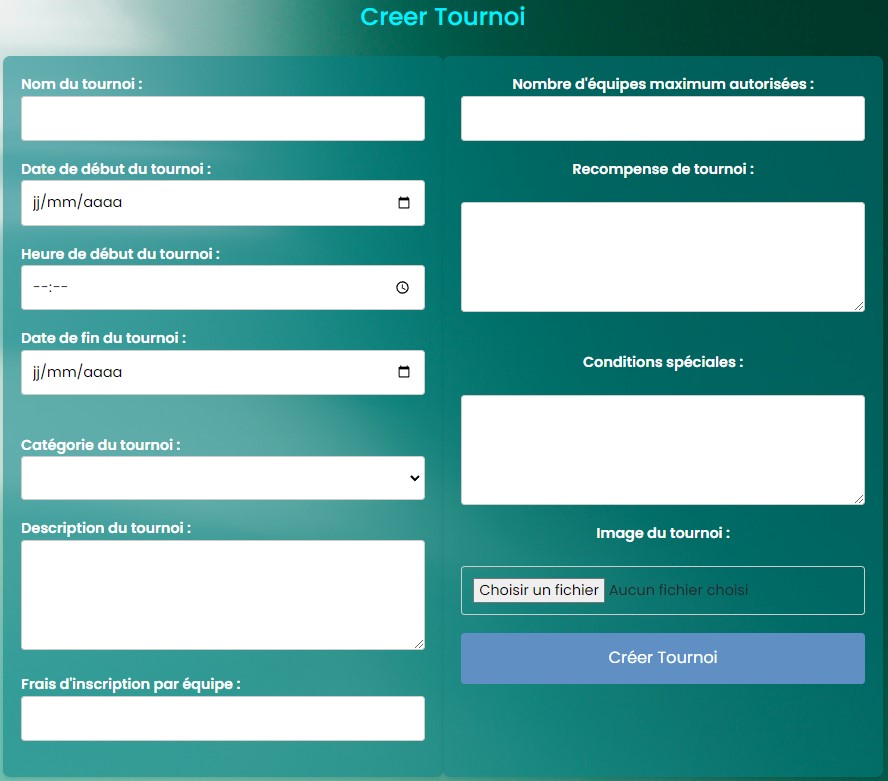 Creer Tournoi
Nom du tournoi :
Date de début du tournoi :
jj/mm/aaaa
Heure de début du tournoi :
--:--
Date de fin du tournoi :
jj/mm/aaaa
Catégorie du tournoi :
Description du tournoi :
Frais d'inscription par équipe :
Nombre d'équipes maximum autorisées :
Recompense de tournoi :
Conditions spéciales :
Image du tournoi :
Choisir un fichier Aucun fichier choisi
Créer Tournoi